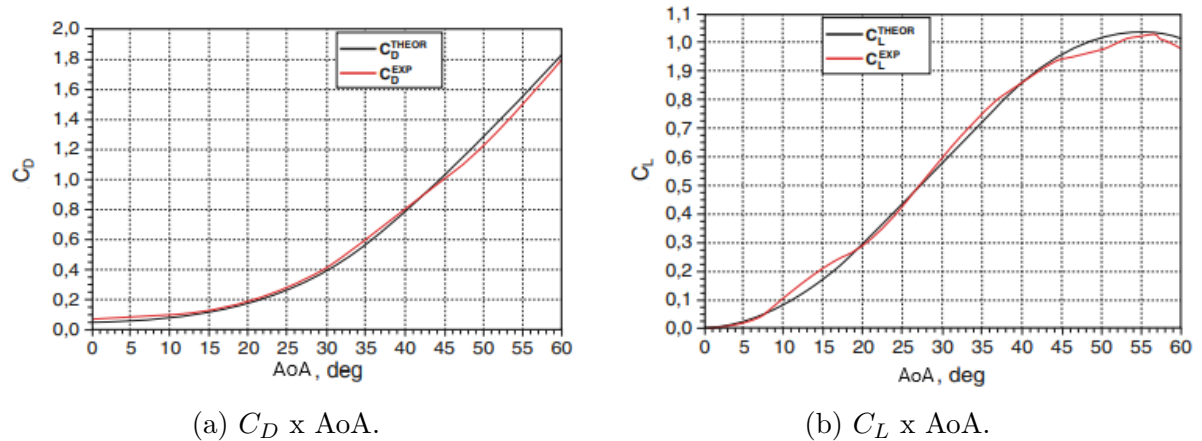 2,0
1,8
1,6
1,4
1,2
1,0
0,8
0,6
0,4
0,2
0,0
C_D
C_D^THEOR
C_D^EXP
0 5 10 15 20 25 30 35 40 45 50 55 60
AoA, deg
(a) C_D x AoA.
1,1
1,0
1,9
0,8
0,7
0,6
0,5
0,4
0,3
0,2
0,1
0,0
C_L
C_L^THEOR
C_L^EXP
0 5 10 15 20 25 30 35 40 45 50 55 60
AoA, deg
(b) C_L x AoA.